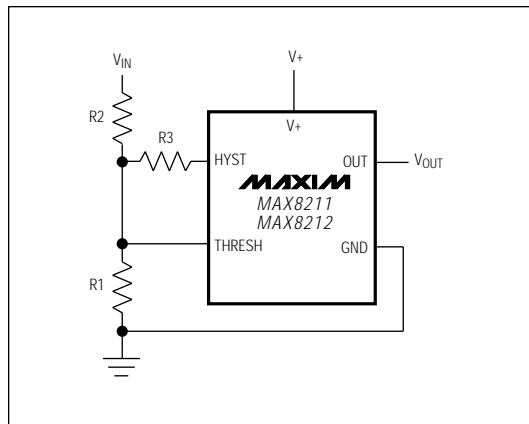 V+
VIN
R2
R3
V+
HYST
OUT
VOUT
MAXIM
MAX8211
MAX8212
THRESH
GND
R1